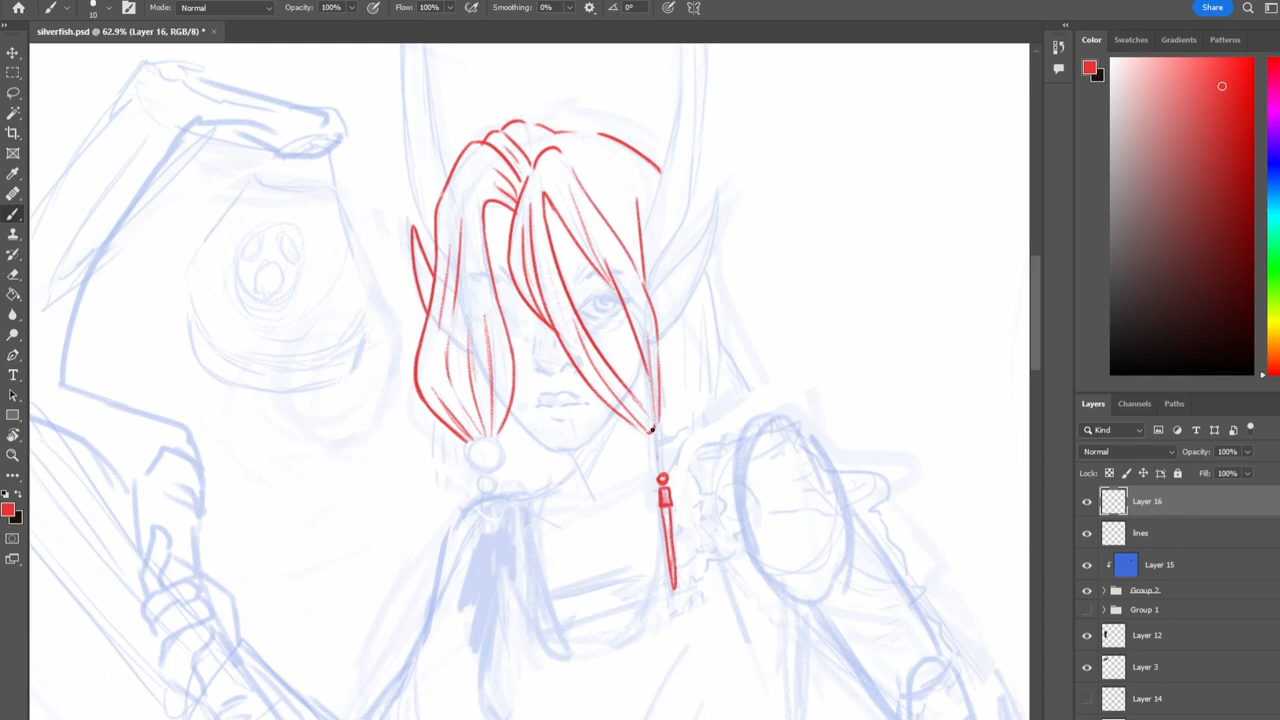 10 Mode: Normal Opacity: 100% Flow: 100% Smoothing: 0% 0° Share
silverfish.psd @ 62.9% (Layer 16, RGB/8) *
Color Swatches Gradients Patterns
Layers Channels Paths
Kind
Normal Opacity: 100%
Lock: Fill: 100%
Layer 16
lines
Layer 15
Group 2
Group 1
Layer 12
Layer 3
Layer 14